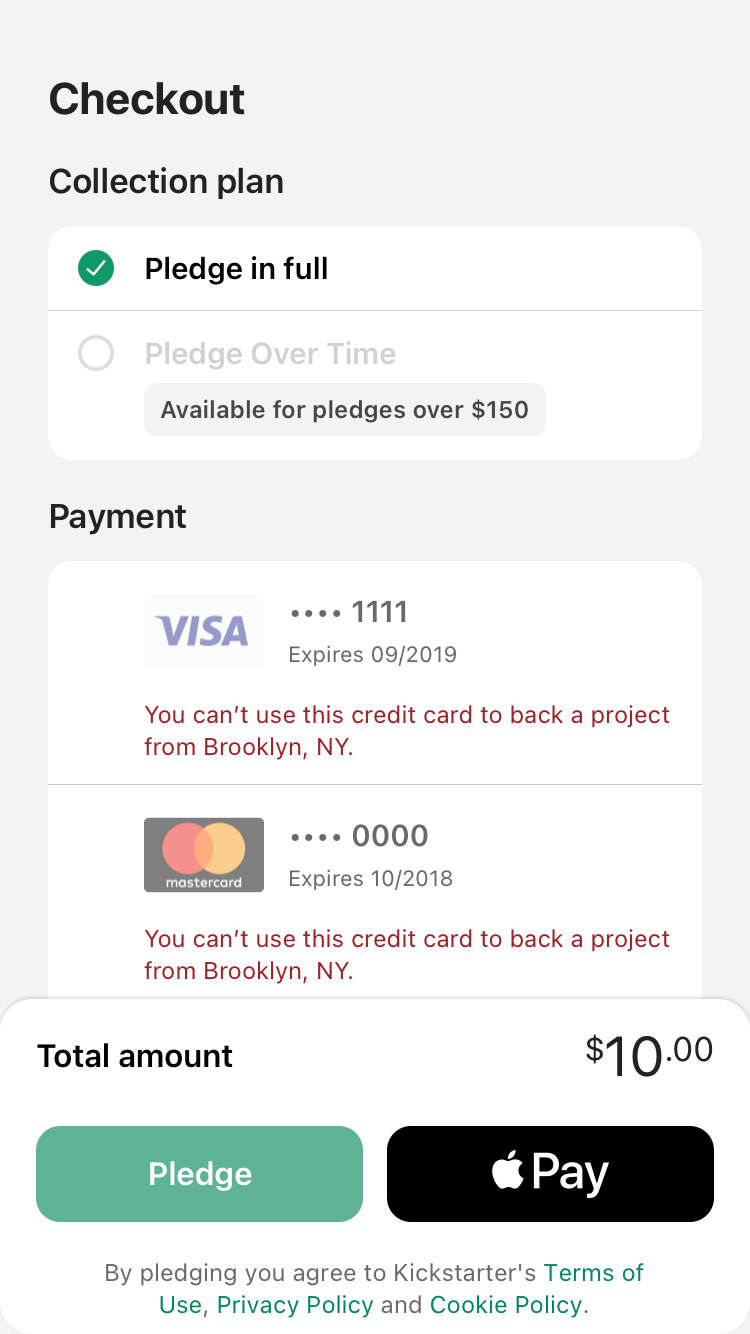 Checkout
Collection plan
Pledge in full
Pledge Over Time
Available for pledges over $150
Payment
VISA
•••• 1111
Expires 09/2019
You can’t use this credit card to back a project
from Brooklyn, NY.
•••• 0000
mastercard
Expires 10/2018
You can’t use this credit card to back a project
from Brooklyn, NY.
Total amount
$10.00
Pledge
Pay
By pledging you agree to Kickstarter's Terms of
Use, Privacy Policy and Cookie Policy.